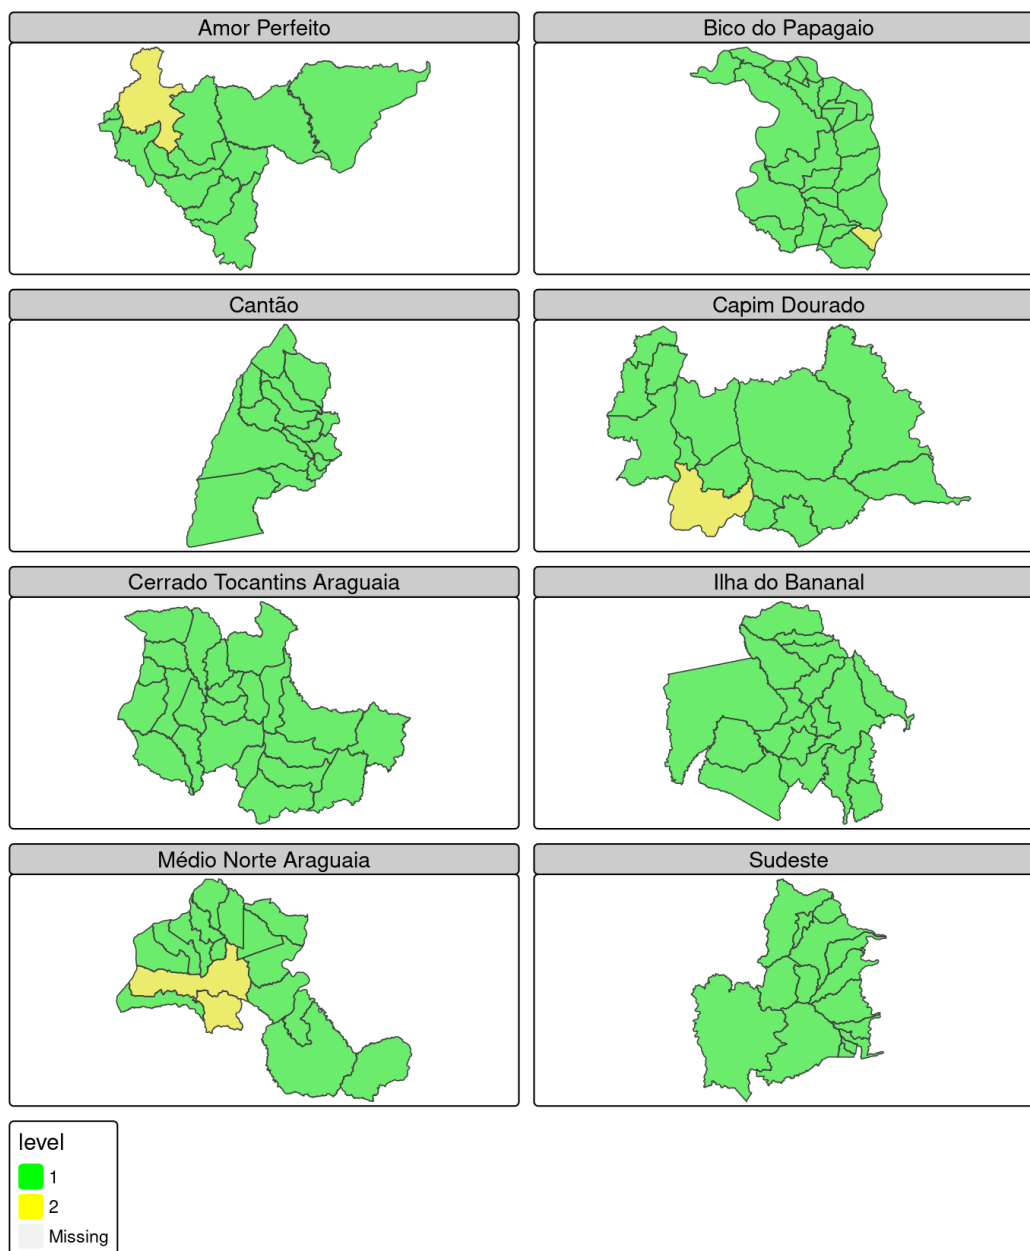 Amor Perfeito
Bico do Papagaio
Cantão
Capim Dourado
Cerrado Tocantins Araguaia
Ilha do Bananal
Médio Norte Araguaia
Sudeste
level
1
2
Missing